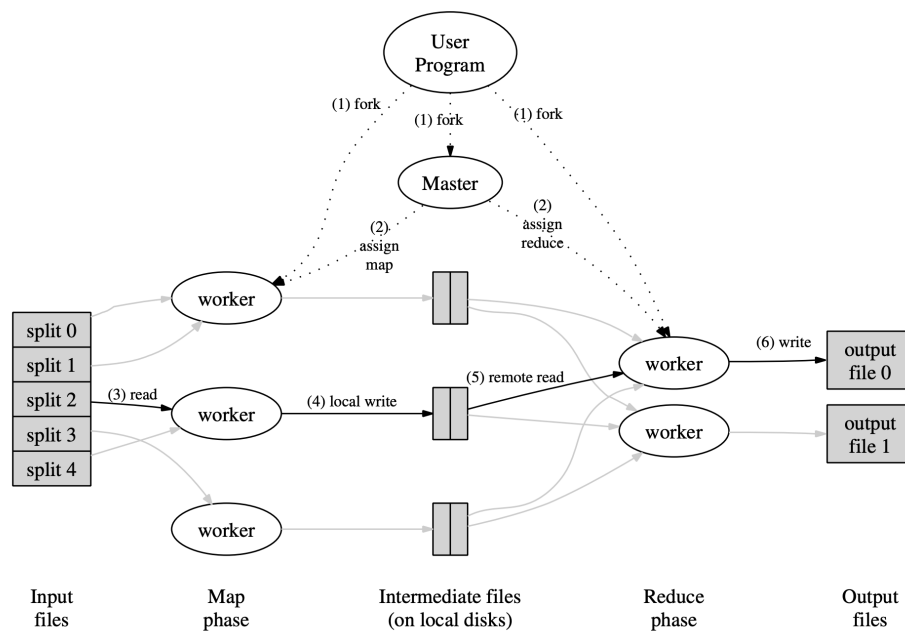 User
Program
(1) fork
(1) fork
(1) fork
Master
(2)
assign
map
(2)
assign
reduce
worker
split 0
split 1
split 2
split 3
split 4
(3) read
worker
(4) local write
(5) remote read
worker
(6) write
output
file 0
worker
output
file 1
worker
Input
files
Map
phase
Intermediate files
(on local disks)
Reduce
phase
Output
files